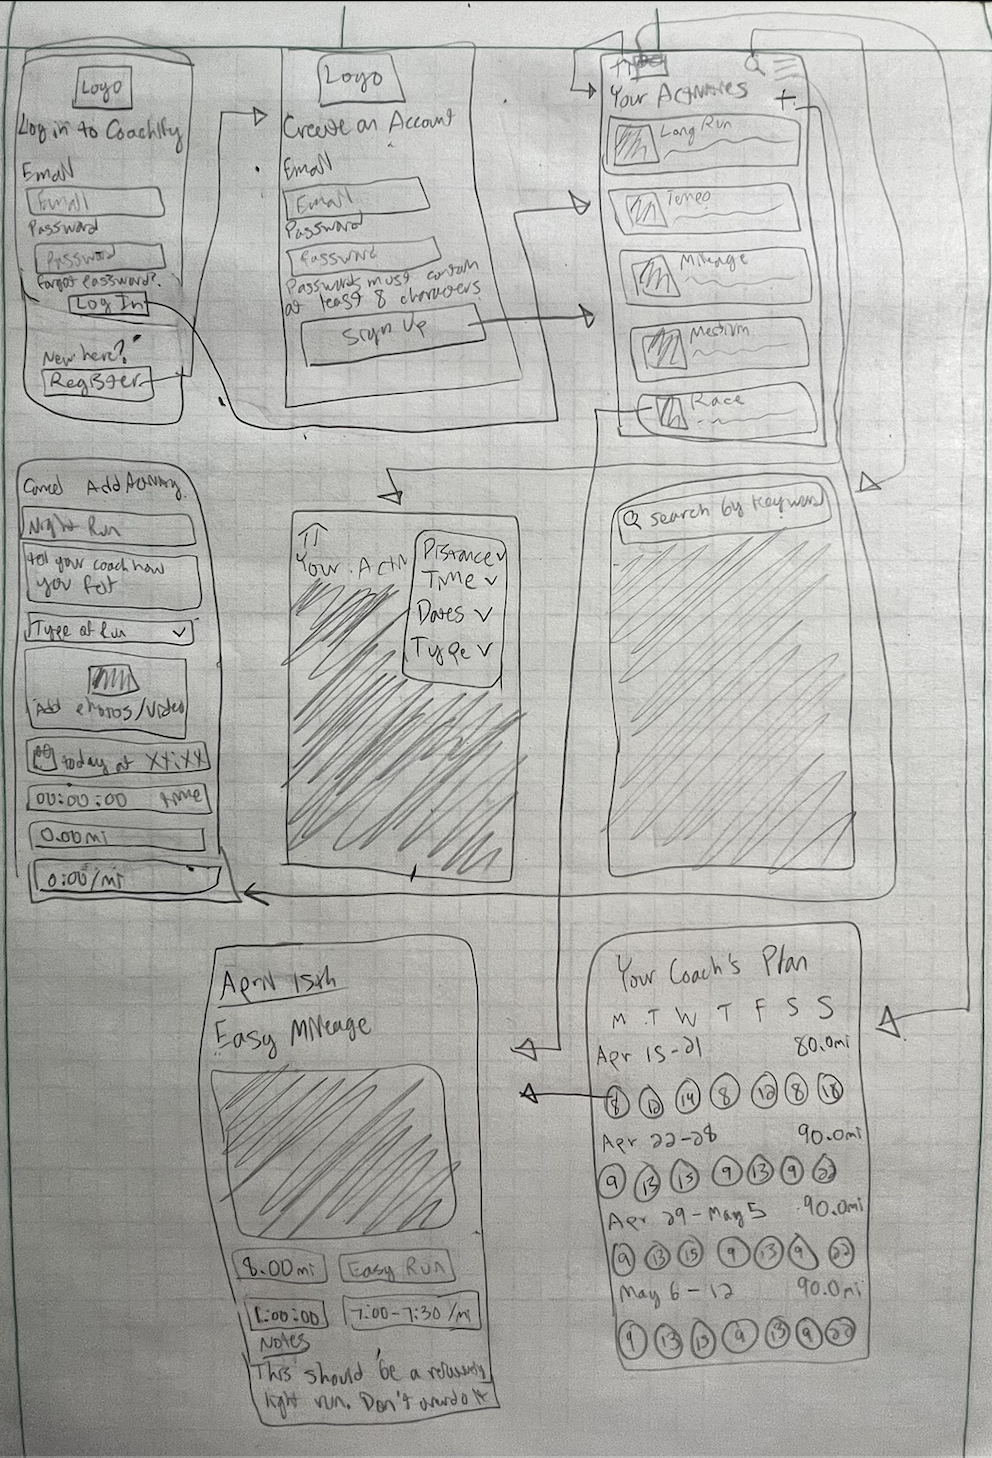 Logo
Log in to Coachify
Email
Email
Password
Password
forgot password?
Log In
New here?
Register
Logo
Create an Account
Email
Email
Password
Password
Passwords must contain
at least 8 characters
Sign Up
Your Activities
+
Long Run
Tempo
Mileage
Medium
Race
Cancel Add Activity
Night Run
tell your coach how
you felt
Type of Run
Add photos/video
today at XX:XX
00:00:00 time
0.00mi
0:00/mi
Your Acti
Distance
Time
Dates
Type
search by keyword
April 15th
Easy Mileage
8.00mi Easy Run
1:00:00 7:00-7:30/mi
Notes
This should be a relatively
light run. Don't overdo it
Your Coach's Plan
M T W T F S S
Apr 15-21 80.0mi
8 12 14 8 12 8 18
Apr 22-28 90.0mi
9 13 15 9 13 9 22
Apr 29-May 5 90.0mi
9 13 15 9 13 9 22
May 6-12 90.0mi
9 13 15 9 13 9 22